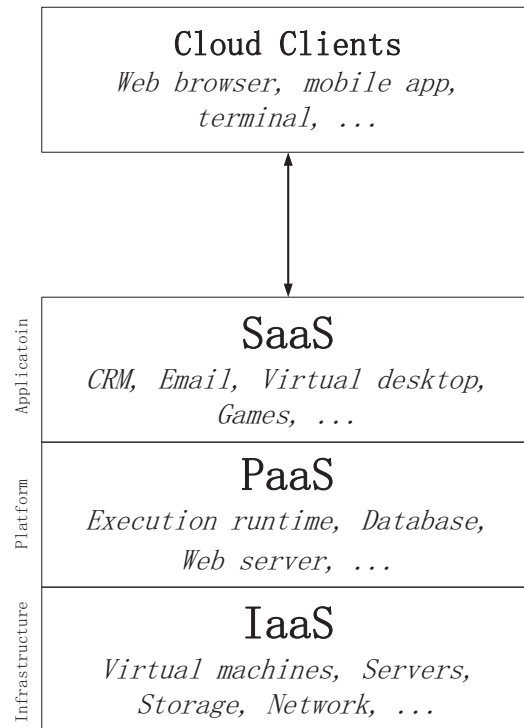 Cloud Clients
Web browser, mobile app,
terminal, ...
Applicatoin
SaaS
CRM, Email, Virtual desktop,
Games, ...
Platform
PaaS
Execution runtime, Database,
Web server, ...
Infrastructure
IaaS
Virtual machines, Servers,
Storage, Network, ...